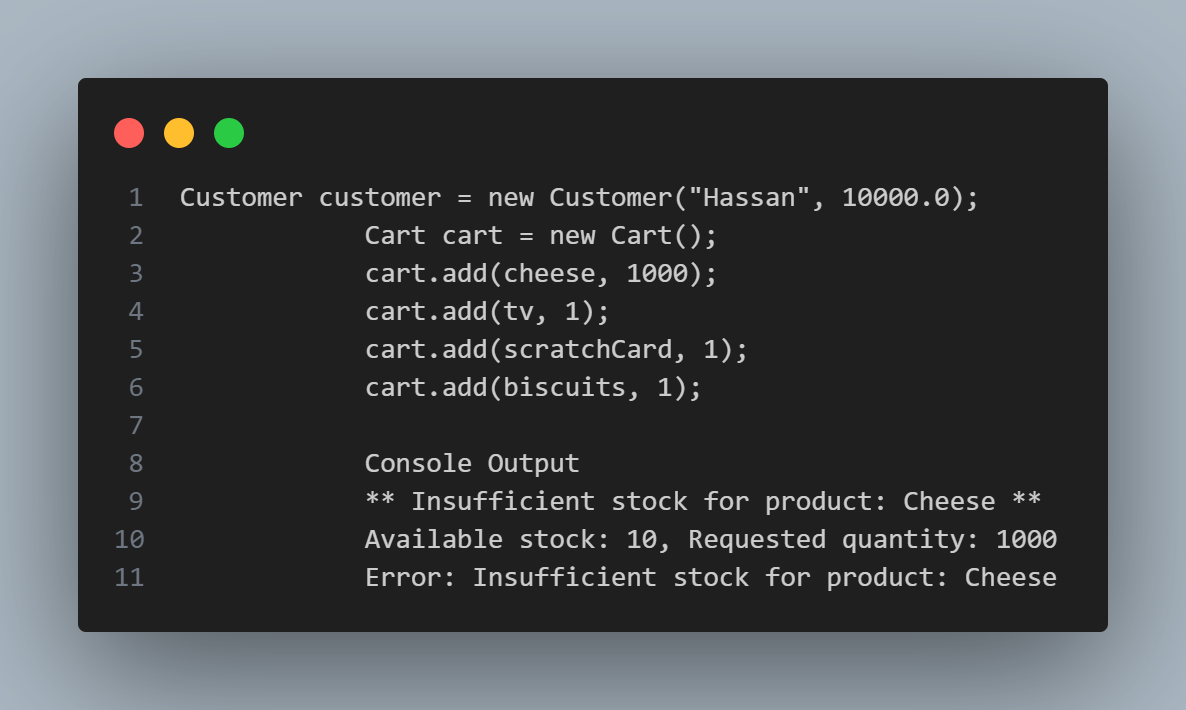 1 Customer customer = new Customer("Hassan", 10000.0);
2 Cart cart = new Cart();
3 cart.add(cheese, 1000);
4 cart.add(tv, 1);
5 cart.add(scratchCard, 1);
6 cart.add(biscuits, 1);
7
8 Console Output
9 ** Insufficient stock for product: Cheese **
10 Available stock: 10, Requested quantity: 1000
11 Error: Insufficient stock for product: Cheese